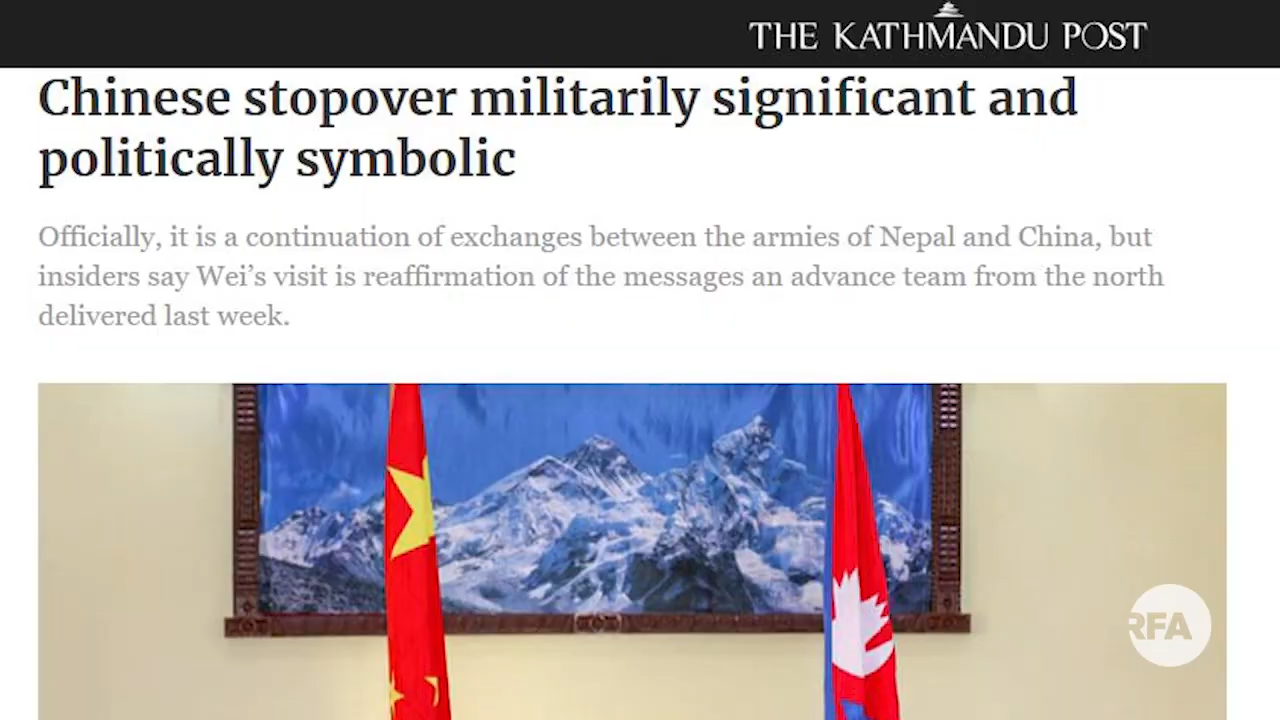 THE KATHMANDU POST
Chinese stopover militarily significant and
politically symbolic
Officially, it is a continuation of exchanges between the armies of Nepal and China, but
insiders say Wei’s visit is reaffirmation of the messages an advance team from the north
delivered last week.
RFA